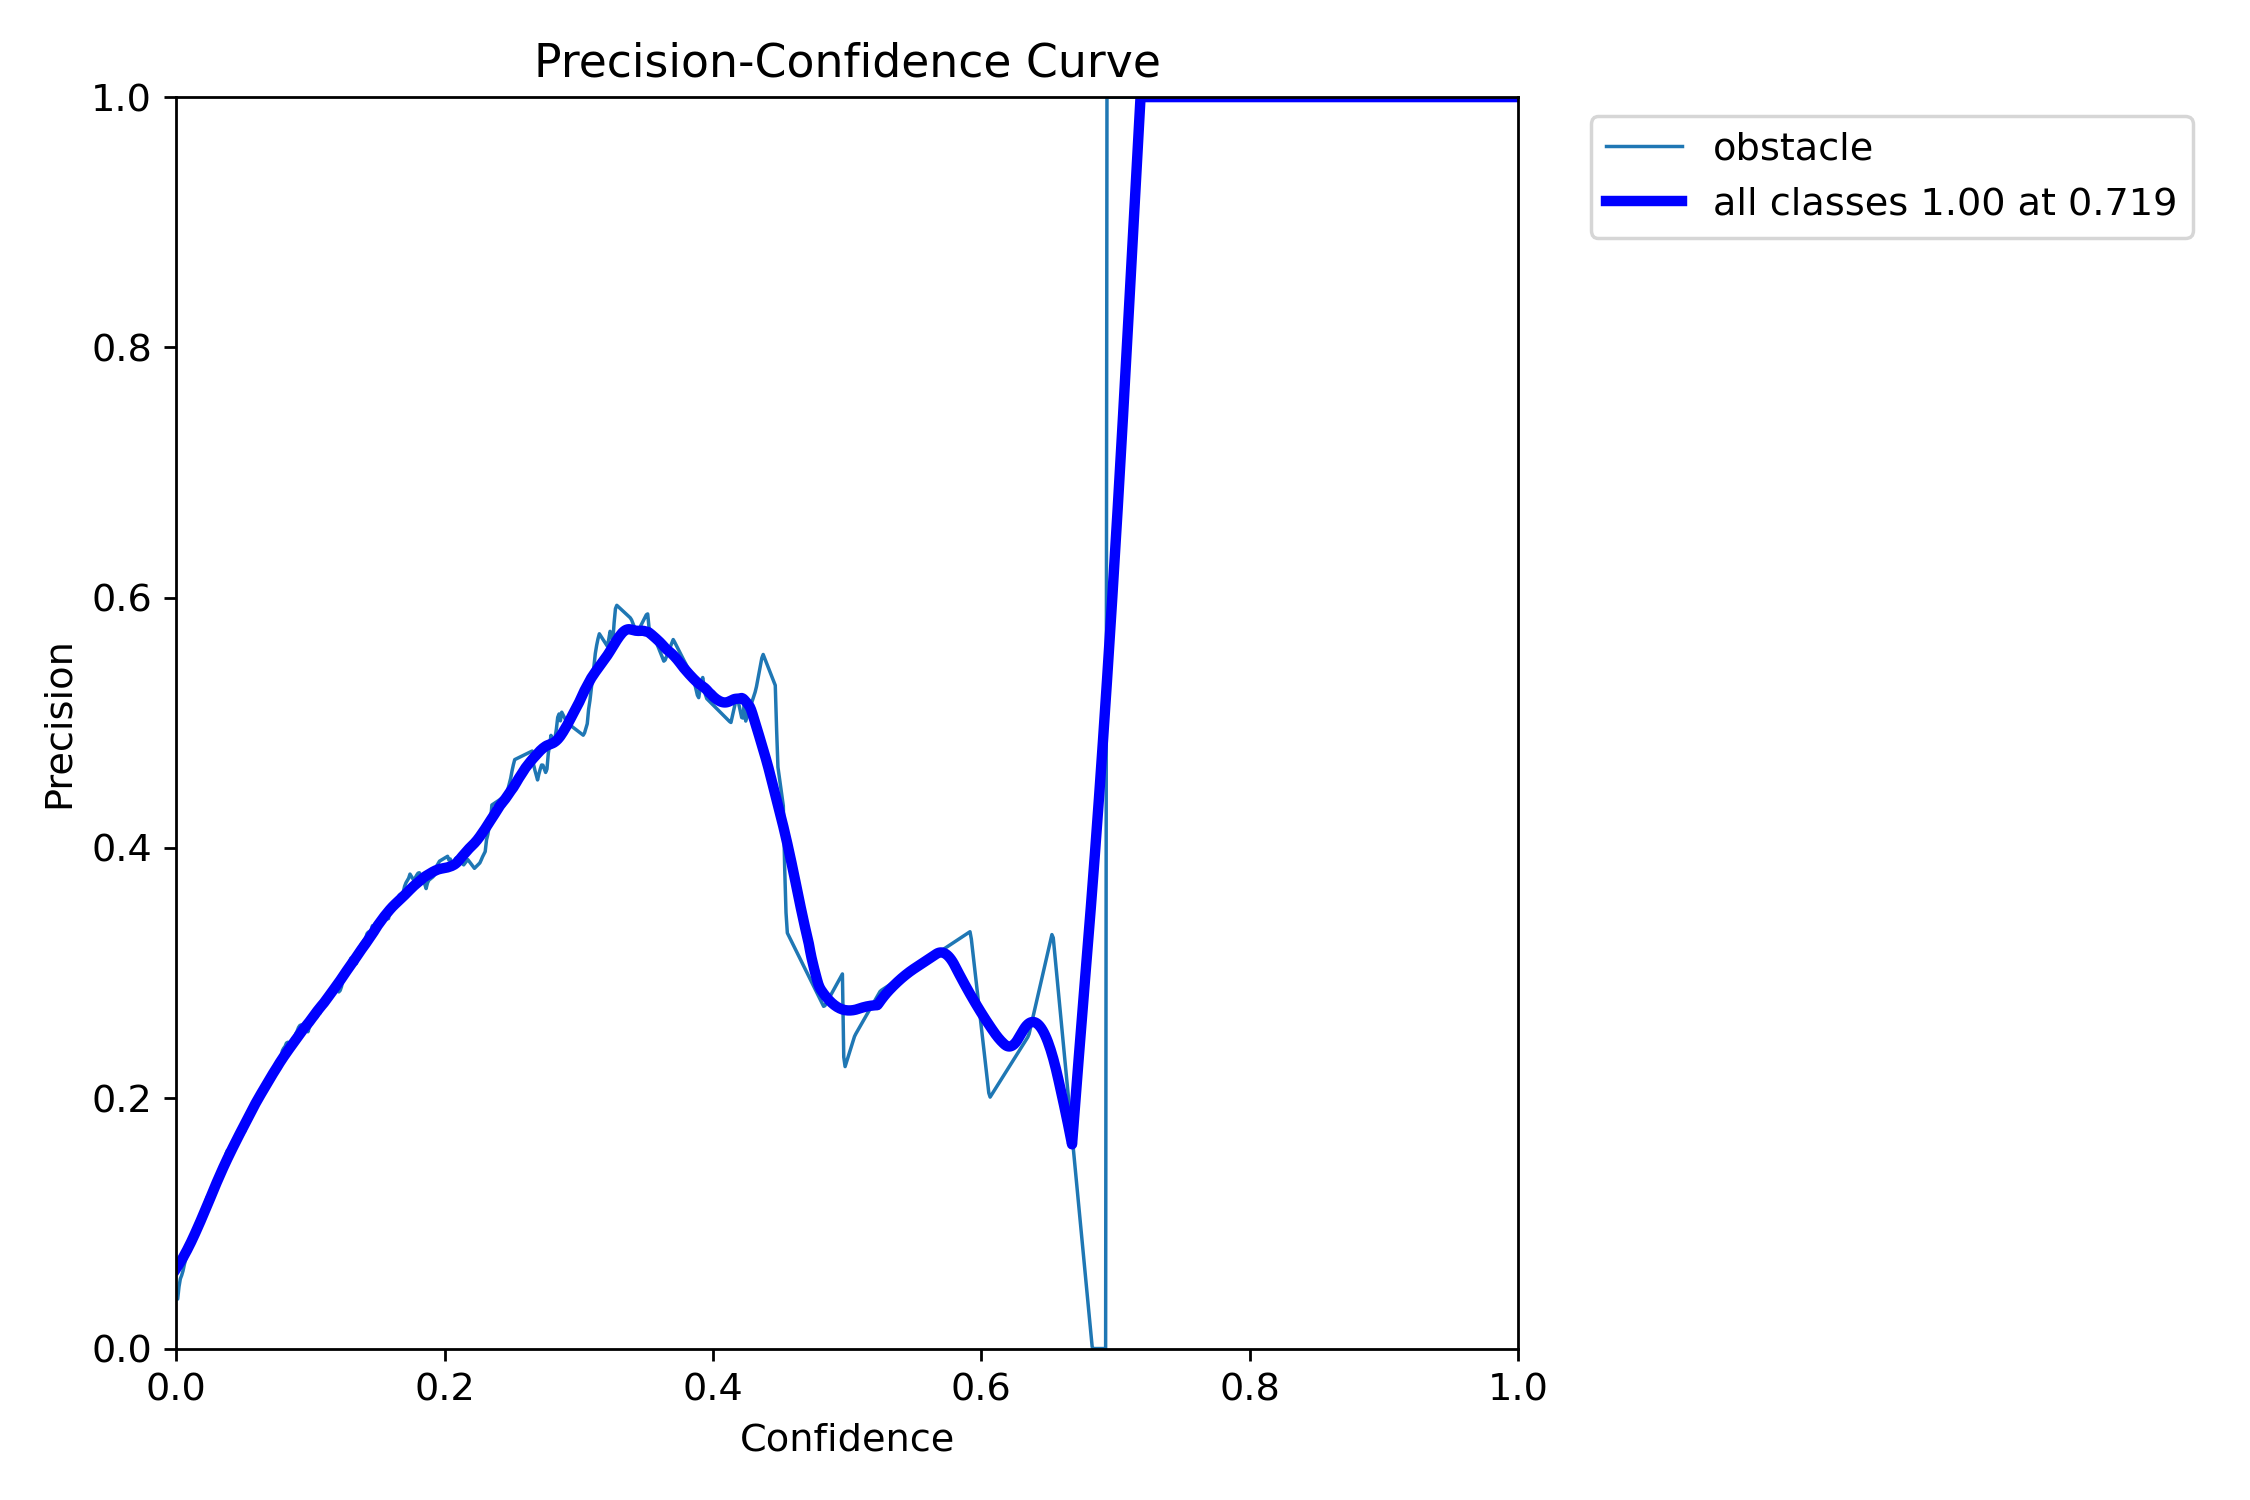 Precision-Confidence Curve
1.0
0.8
0.6
0.4
0.2
0.0
Precision
0.0 0.2 0.4 0.6 0.8 1.0
Confidence
obstacle
all classes 1.00 at 0.719